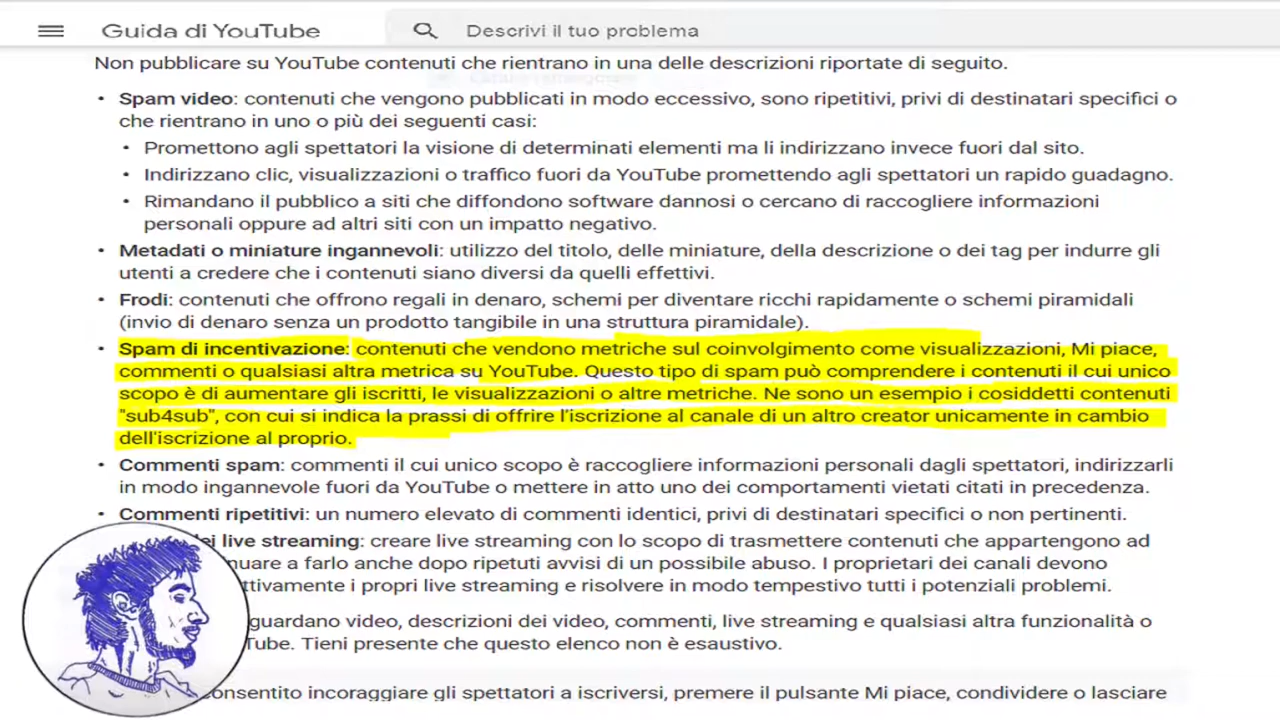 Guida di YouTube
Descrivi il tuo problema
Non pubblicare su YouTube contenuti che rientrano in una delle descrizioni riportate di seguito.
• Spam video: contenuti che vengono pubblicati in modo eccessivo, sono ripetitivi, privi di destinatari specifici o
che rientrano in uno o più dei seguenti casi:
• Promettono agli spettatori la visione di determinati elementi ma li indirizzano invece fuori dal sito.
• Indirizzano clic, visualizzazioni o traffico fuori da YouTube promettendo agli spettatori un rapido guadagno.
• Rimandano il pubblico a siti che diffondono software dannosi o cercano di raccogliere informazioni
personali oppure ad altri siti con un impatto negativo.
• Metadati o miniature ingannevoli: utilizzo del titolo, delle miniature, della descrizione o dei tag per indurre gli
utenti a credere che i contenuti siano diversi da quelli effettivi.
• Frodi: contenuti che offrono regali in denaro, schemi per diventare ricchi rapidamente o schemi piramidali
(invio di denaro senza un prodotto tangibile in una struttura piramidale).
• Spam di incentivazione: contenuti che vendono metriche sul coinvolgimento come visualizzazioni, Mi piace,
commenti o qualsiasi altra metrica su YouTube. Questo tipo di spam può comprendere i contenuti il cui unico
scopo è di aumentare gli iscritti, le visualizzazioni o altre metriche. Ne sono un esempio i cosiddetti contenuti
"sub4sub", con cui si indica la prassi di offrire l'iscrizione al canale di un altro creator unicamente in cambio
dell'iscrizione al proprio.
• Commenti spam: commenti il cui unico scopo è raccogliere informazioni personali dagli spettatori, indirizzarli
in modo ingannevole fuori da YouTube o mettere in atto uno dei comportamenti vietati citati in precedenza.
• Commenti ripetitivi: un numero elevato di commenti identici, privi di destinatari specifici o non pertinenti.
dei live streaming: creare live streaming con lo scopo di trasmettere contenuti che appartengono ad
nuare a farlo anche dopo ripetuti avvisi di un possibile abuso. I proprietari dei canali devono
ttivamente i propri live streaming e risolvere in modo tempestivo tutti i potenziali problemi.
guardano video, descrizioni dei video, commenti, live streaming e qualsiasi altra funzionalità o
Tube. Tieni presente che questo elenco non è esaustivo.
onsentito incoraggiare gli spettatori a iscriversi, premere il pulsante Mi piace, condividere o lasciare